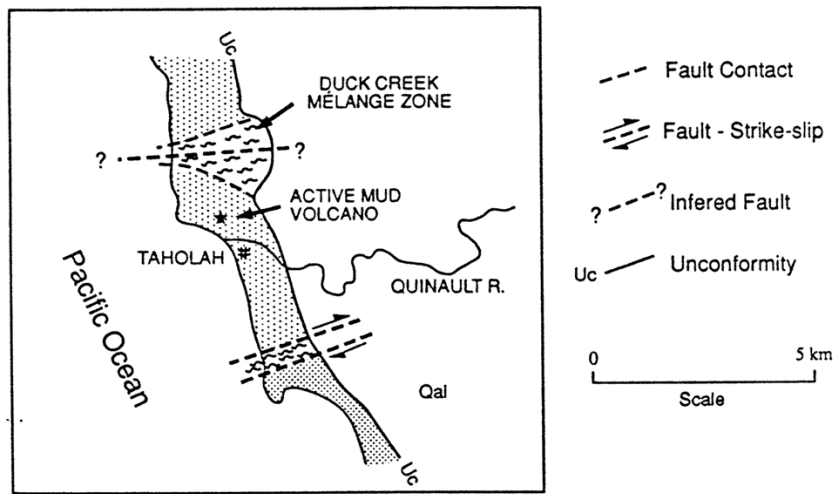 Uc
DUCK CREEK
MÉLANGE ZONE
? ?
ACTIVE MUD
VOLCANO
TAHOLAH
QUINAULT R.
Pacific Ocean
Qal
Uc
Fault Contact
Fault - Strike-slip
? ? Infered Fault
Uc Unconformity
0 5 km
Scale